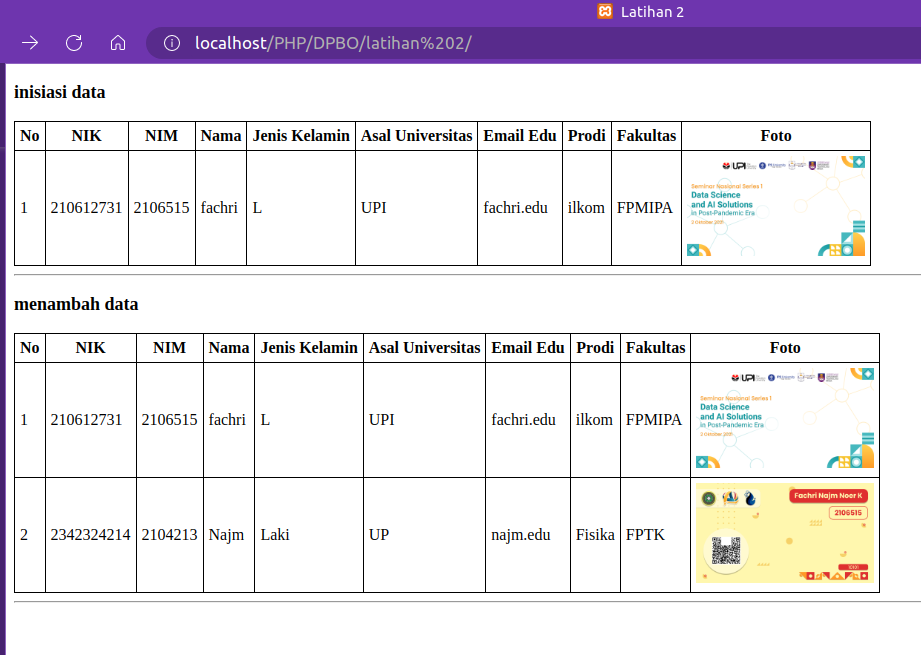 Latihan 2
localhost/PHP/DPBO/latihan%202/
inisiasi data
No NIK NIM Nama Jenis Kelamin Asal Universitas Email Edu Prodi Fakultas Foto
UPI
Seminar Nasional Series 1
Data Science
and AI Solutions
in Post-Pandemic Era
1 210612731 2106515 fachri L UPI fachri.edu ilkom FPMIPA
menambah data
No NIK NIM Nama Jenis Kelamin Asal Universitas Email Edu Prodi Fakultas Foto
UPI
Seminar Nasional Series 1
Data Science
and AI Solutions
in Post-Pandemic Era
1 210612731 2106515 fachri L UPI fachri.edu ilkom FPMIPA
Fachri Najm Noer K
2106515
2 2342324214 2104213 Najm Laki UP najm.edu Fisika FPTK